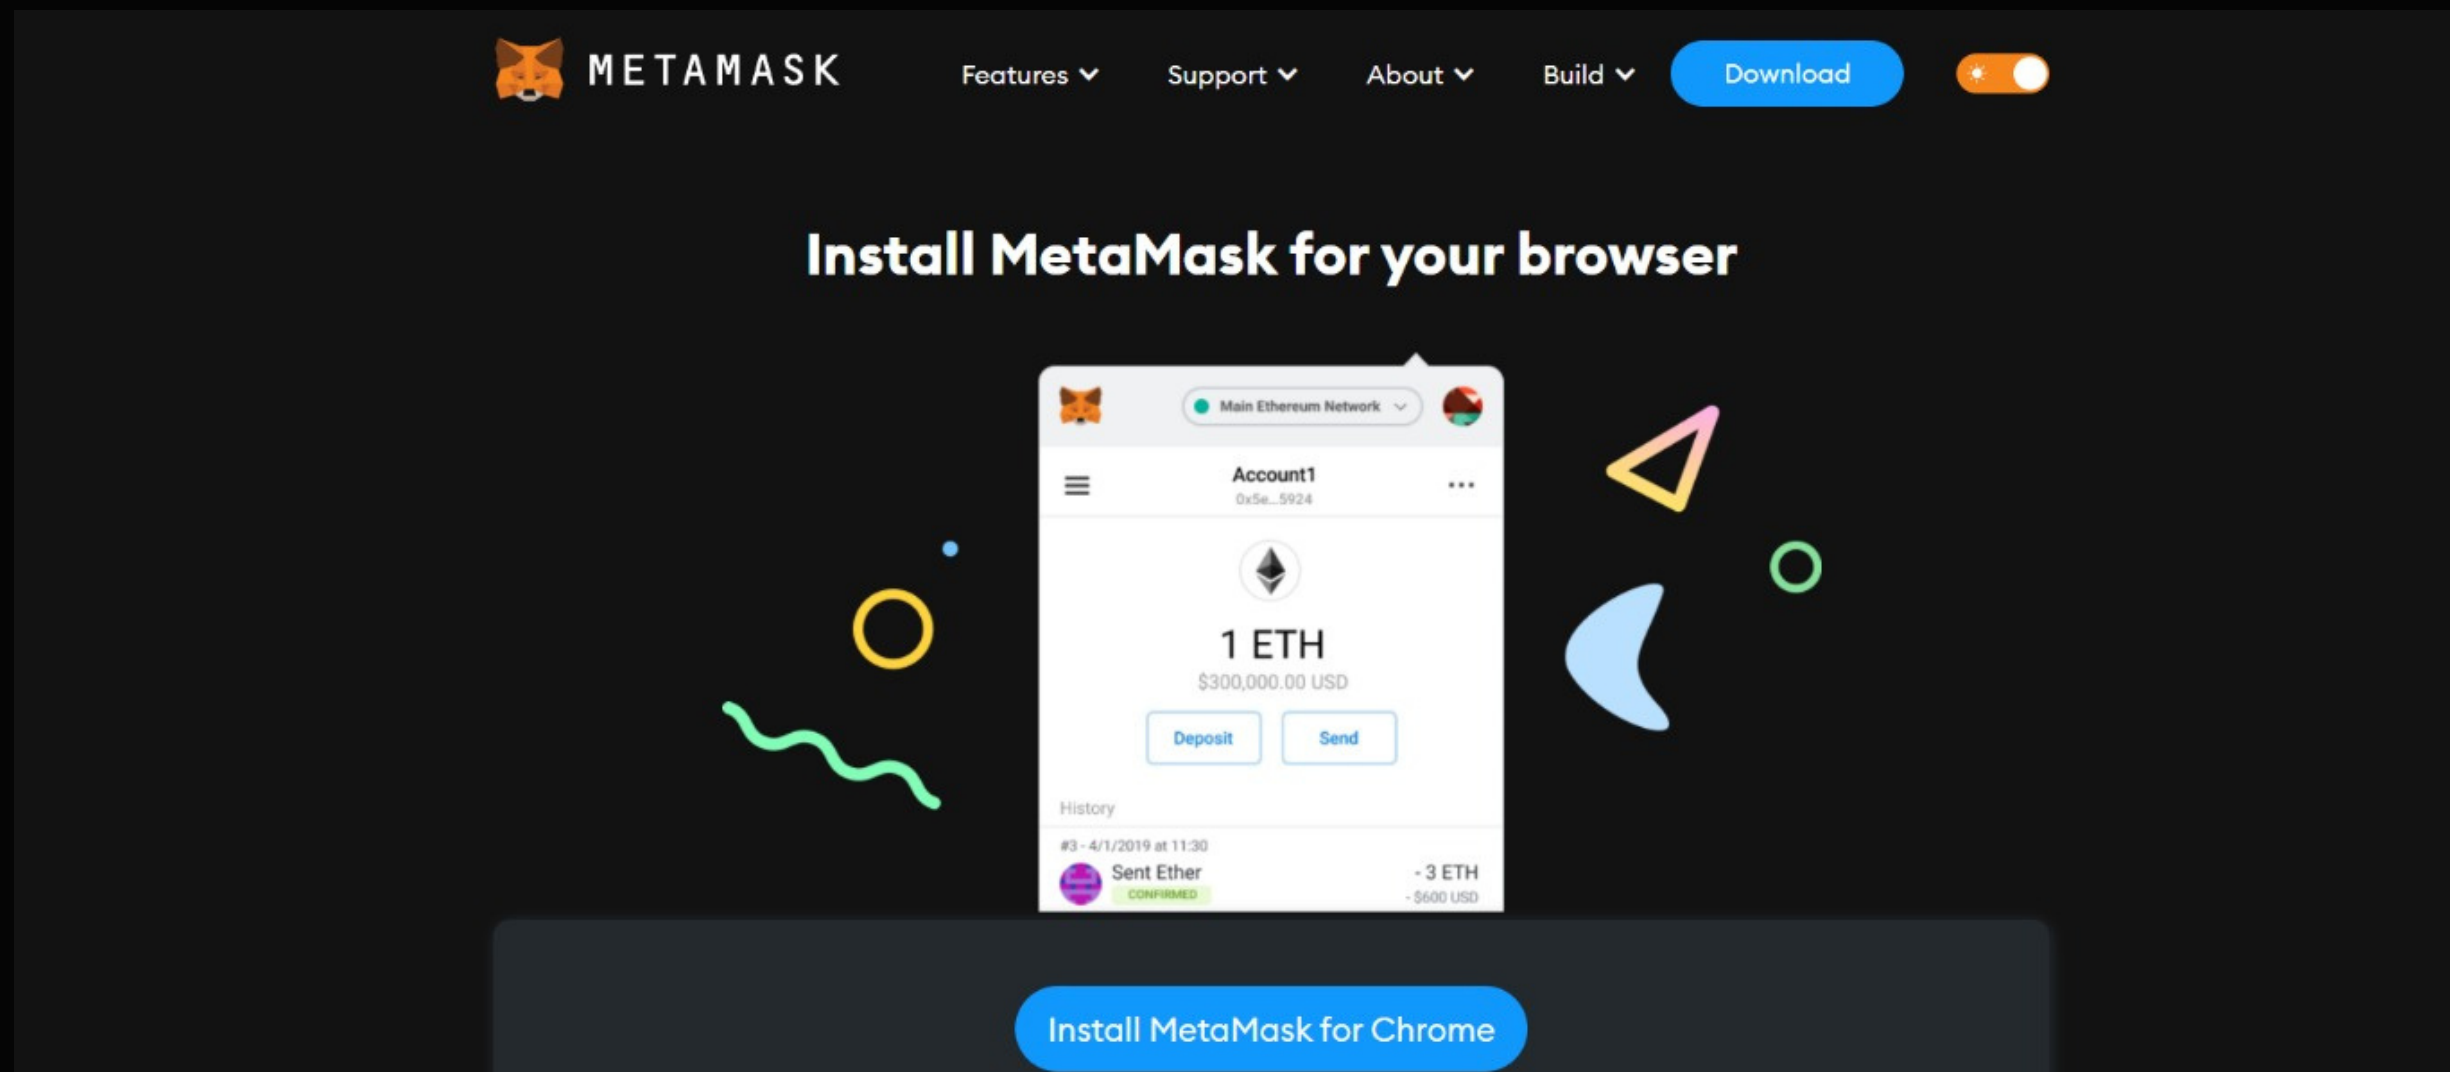 METAMASK Features Support About Build Download
Install MetaMask for your browser
Main Ethereum Network
Account1
0x5e...5924
1 ETH
$300,000.00 USD
Deposit Send
History
#3 - 4/1/2019 at 11:30
Sent Ether - 3 ETH
CONFIRMED - $600 USD
Install MetaMask for Chrome